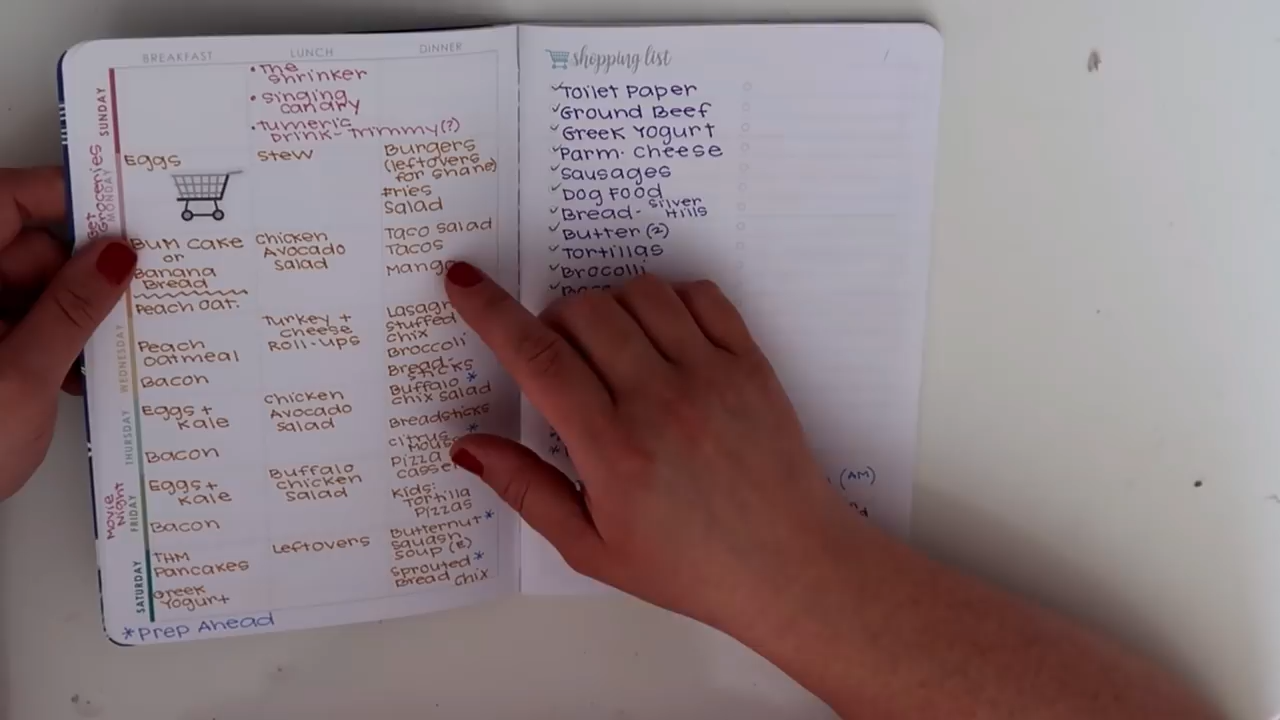 BREAKFAST
LUNCH
DINNER
SUNDAY
• The
shrinker
• singing
canary
• Tumeric
Drink- Trimmy(?)
Get
Groceries
MONDAY
Eggs
Stew
Burgers
(leftovers
for Shane)
Fries
Salad
Bum Cake
or
Banana
Bread
Peach Oat.
Chicken
Avocado
Salad
Taco Salad
Tacos
Mango
WEDNESDAY
Peach
oatmeal
Bacon
Turkey +
cheese
Roll-ups
Stuffed
chix
Broccoli
Bread-
sticks
THURSDAY
Eggs +
Kale
Bacon
Chicken
Avocado
Salad
Buffalo *
chix salad
Breadsticks
Citrus *
Movie
Night
FRIDAY
Eggs +
Kale
Bacon
Buffalo
chicken
Salad
Pizza
Kids:
Tortilla
Pizzas
SATURDAY
THM
Pancakes
Greek
Yogurt
Leftovers
Butternut *
Squash
Soup (E)
Sprouted *
Bread chix
*Prep Ahead
shopping list
✓Toilet Paper
✓Ground Beef
✓Greek Yogurt
✓Parm. Cheese
✓Sausages
✓Dog Food
✓Bread- Silver
Hills
✓Butter (2)
✓Tortillas
✓Brocolli
(AM)